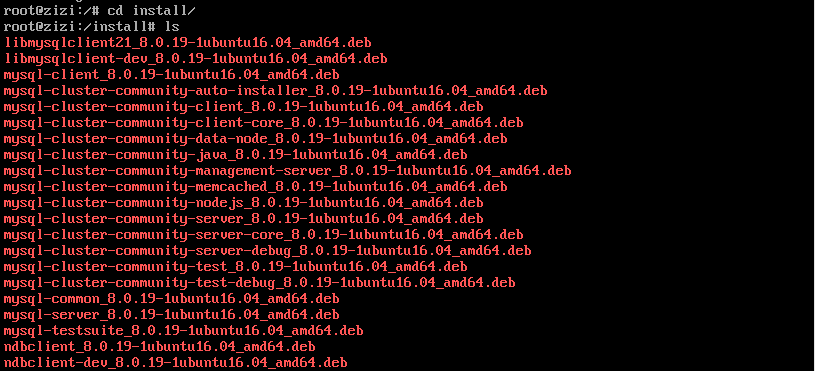 root@zizi:/# cd install/
root@zizi:/install# ls
libmysqlclient21_8.0.19-1ubuntu16.04_amd64.deb
libmysqlclient-dev_8.0.19-1ubuntu16.04_amd64.deb
mysql-client_8.0.19-1ubuntu16.04_amd64.deb
mysql-cluster-community-auto-installer_8.0.19-1ubuntu16.04_amd64.deb
mysql-cluster-community-client_8.0.19-1ubuntu16.04_amd64.deb
mysql-cluster-community-client-core_8.0.19-1ubuntu16.04_amd64.deb
mysql-cluster-community-data-node_8.0.19-1ubuntu16.04_amd64.deb
mysql-cluster-community-java_8.0.19-1ubuntu16.04_amd64.deb
mysql-cluster-community-management-server_8.0.19-1ubuntu16.04_amd64.deb
mysql-cluster-community-memcached_8.0.19-1ubuntu16.04_amd64.deb
mysql-cluster-community-nodejs_8.0.19-1ubuntu16.04_amd64.deb
mysql-cluster-community-server_8.0.19-1ubuntu16.04_amd64.deb
mysql-cluster-community-server-core_8.0.19-1ubuntu16.04_amd64.deb
mysql-cluster-community-server-debug_8.0.19-1ubuntu16.04_amd64.deb
mysql-cluster-community-test_8.0.19-1ubuntu16.04_amd64.deb
mysql-cluster-community-test-debug_8.0.19-1ubuntu16.04_amd64.deb
mysql-common_8.0.19-1ubuntu16.04_amd64.deb
mysql-server_8.0.19-1ubuntu16.04_amd64.deb
mysql-testsuite_8.0.19-1ubuntu16.04_amd64.deb
ndbclient_8.0.19-1ubuntu16.04_amd64.deb
ndbclient-dev_8.0.19-1ubuntu16.04_amd64.deb